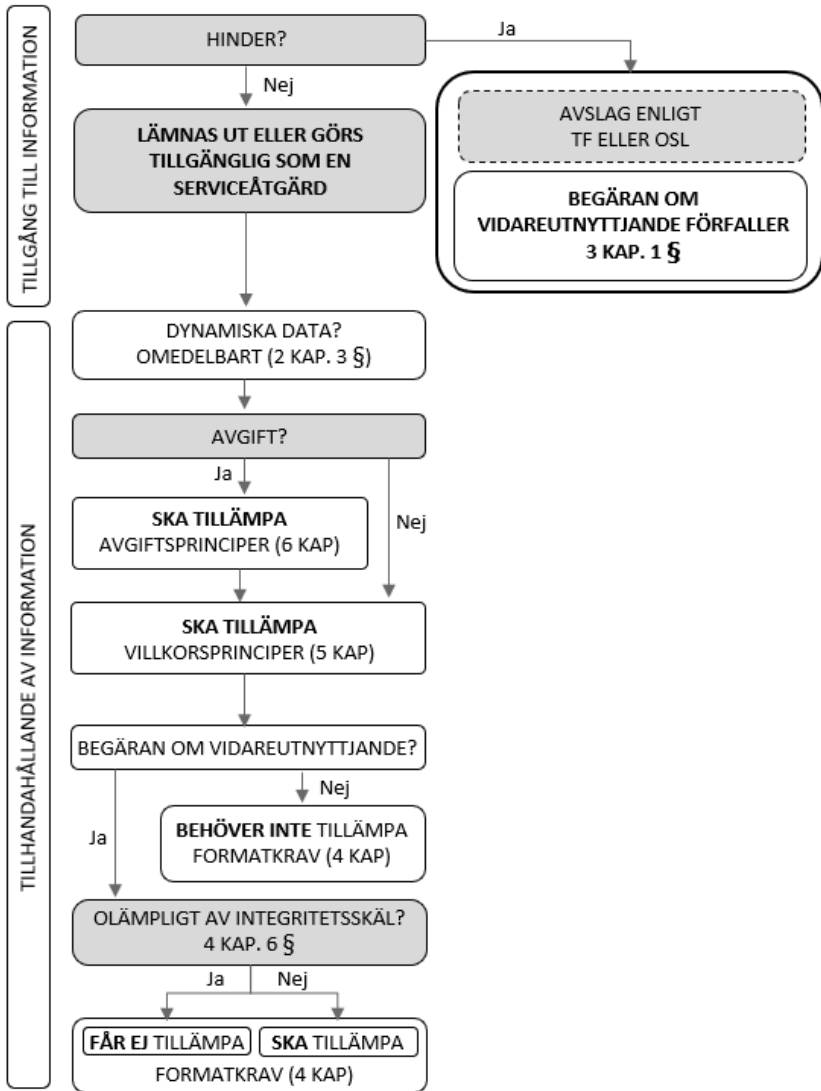 TILLGÅNG TILL INFORMATION
HINDER?
Ja
Nej
LÄMNAS UT ELLER GÖRS
TILLGÄNGLIG SOM EN
SERVICEÅTGÄRD
AVSLAG ENLIGT
TF ELLER OSL
BEGÄRAN OM
VIDAREUTNYTTJANDE FÖRFALLER
3 KAP. 1 §
TILLHANDAHÅLLANDE AV INFORMATION
DYNAMISKA DATA?
OMEDELBART (2 KAP. 3 §)
AVGIFT?
Ja
Nej
SKA TILLÄMPA
AVGIFTSPRINCIPER (6 KAP)
SKA TILLÄMPA
VILLKORSPRINCIPER (5 KAP)
BEGÄRAN OM VIDAREUTNYTTJANDE?
Nej
Ja
BEHÖVER INTE TILLÄMPA
FORMATKRAV (4 KAP)
OLÄMPLIGT AV INTEGRITETSSKÄL?
4 KAP. 6 §
Ja
Nej
FÅR EJ TILLÄMPA
SKA TILLÄMPA
FORMATKRAV (4 KAP)